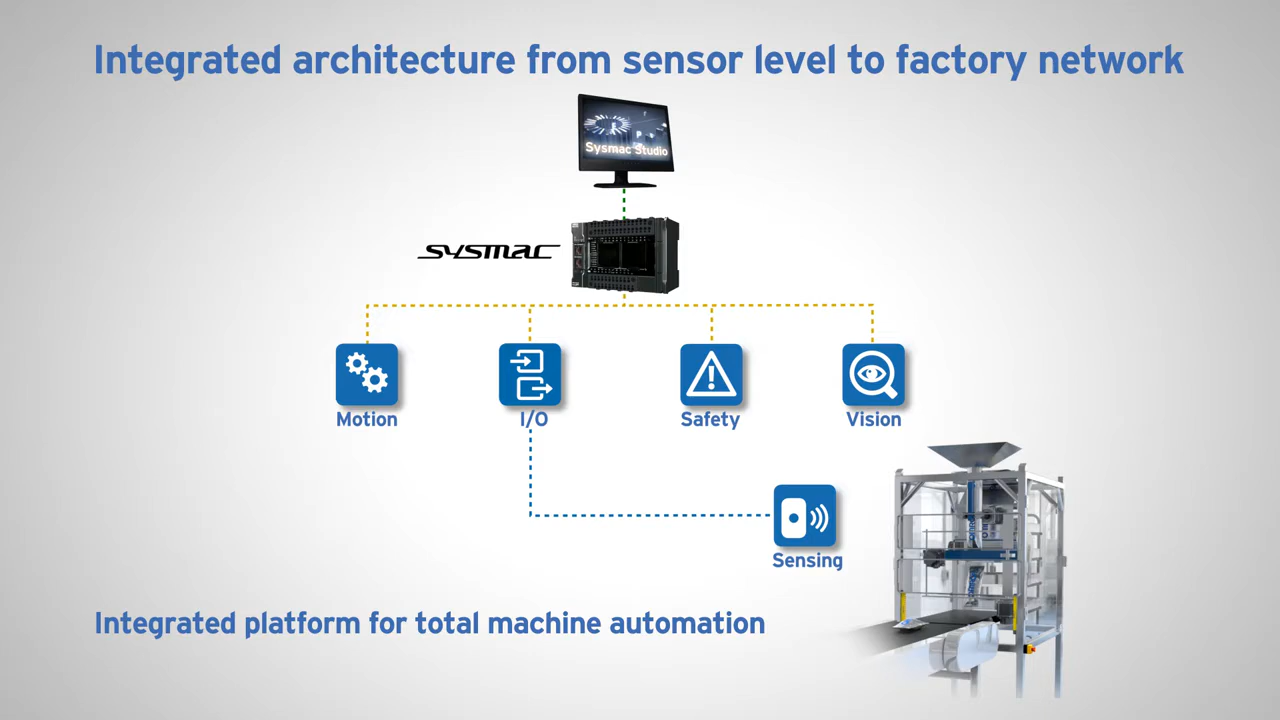 Integrated architecture from sensor level to factory network
Sysmac Studio
sysmac
Motion
I/O
Safety
Vision
Sensing
Integrated platform for total machine automation